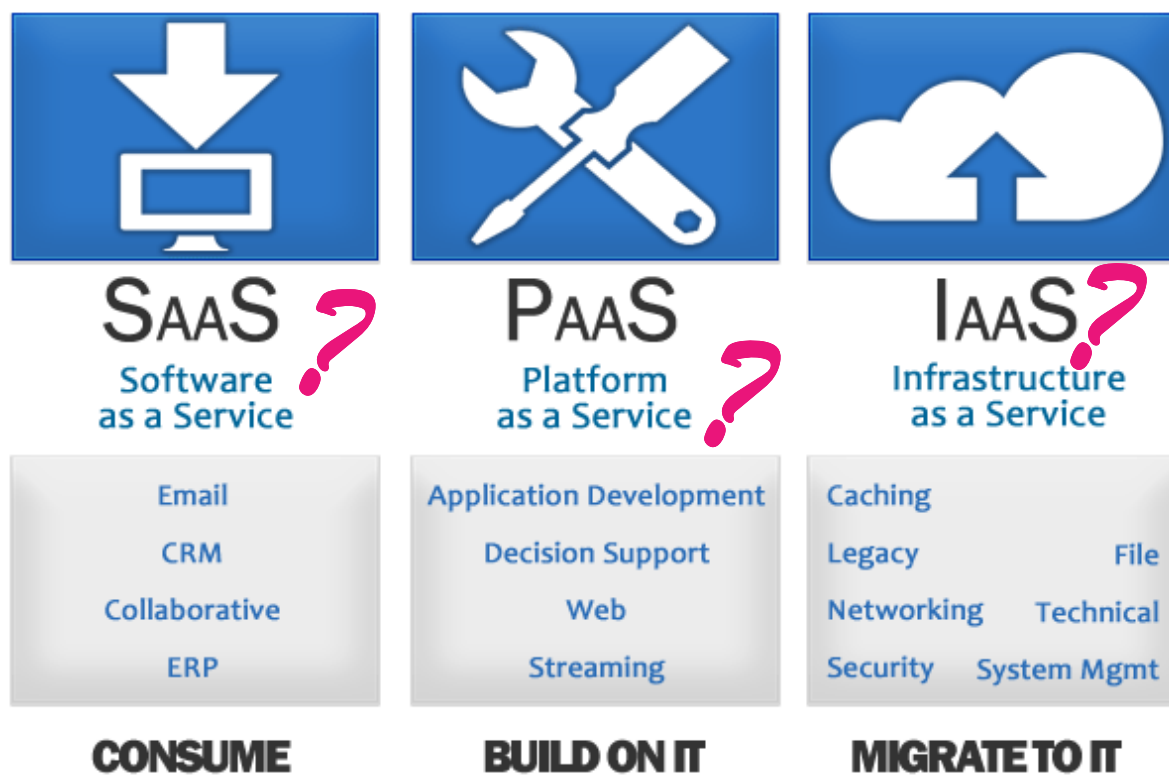 SAAS
?
Software
as a Service
Email
CRM
Collaborative
ERP
CONSUME
PAAS
?
Platform
as a Service
Application Development
Decision Support
Web
Streaming
BUILD ON IT
IAAS
?
Infrastructure
as a Service
Caching
Legacy File
Networking Technical
Security System Mgmt
MIGRATE TO IT